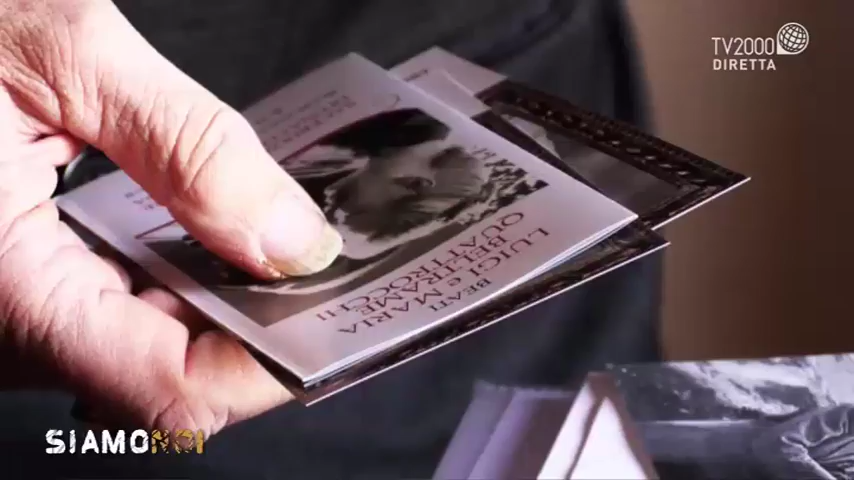 TV2000
DIRETTA
BEATI
LUIGI e MARIA
BELTRAME
QUATTROCCHI
SIAMONOI